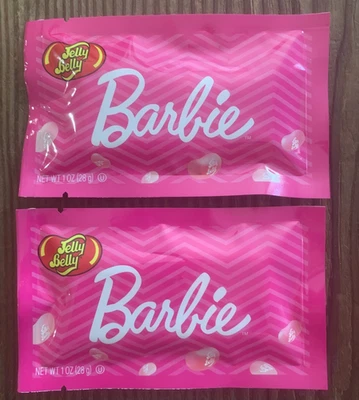 Jelly
Belly
Barbie
NET WT 1 OZ (28 g)
Jelly
Belly
Barbie
NET WT 1 OZ (28 g)